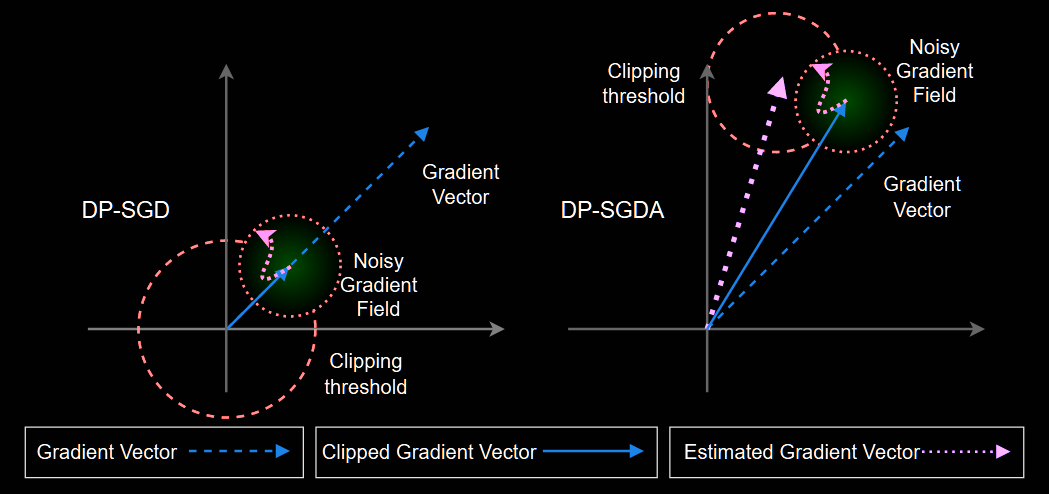 DP-SGD
Gradient
Vector
Noisy
Gradient
Field
Clipping
threshold
DP-SGDA
Clipping
threshold
Noisy
Gradient
Field
Gradient
Vector
Gradient Vector
Clipped Gradient Vector
Estimated Gradient Vector